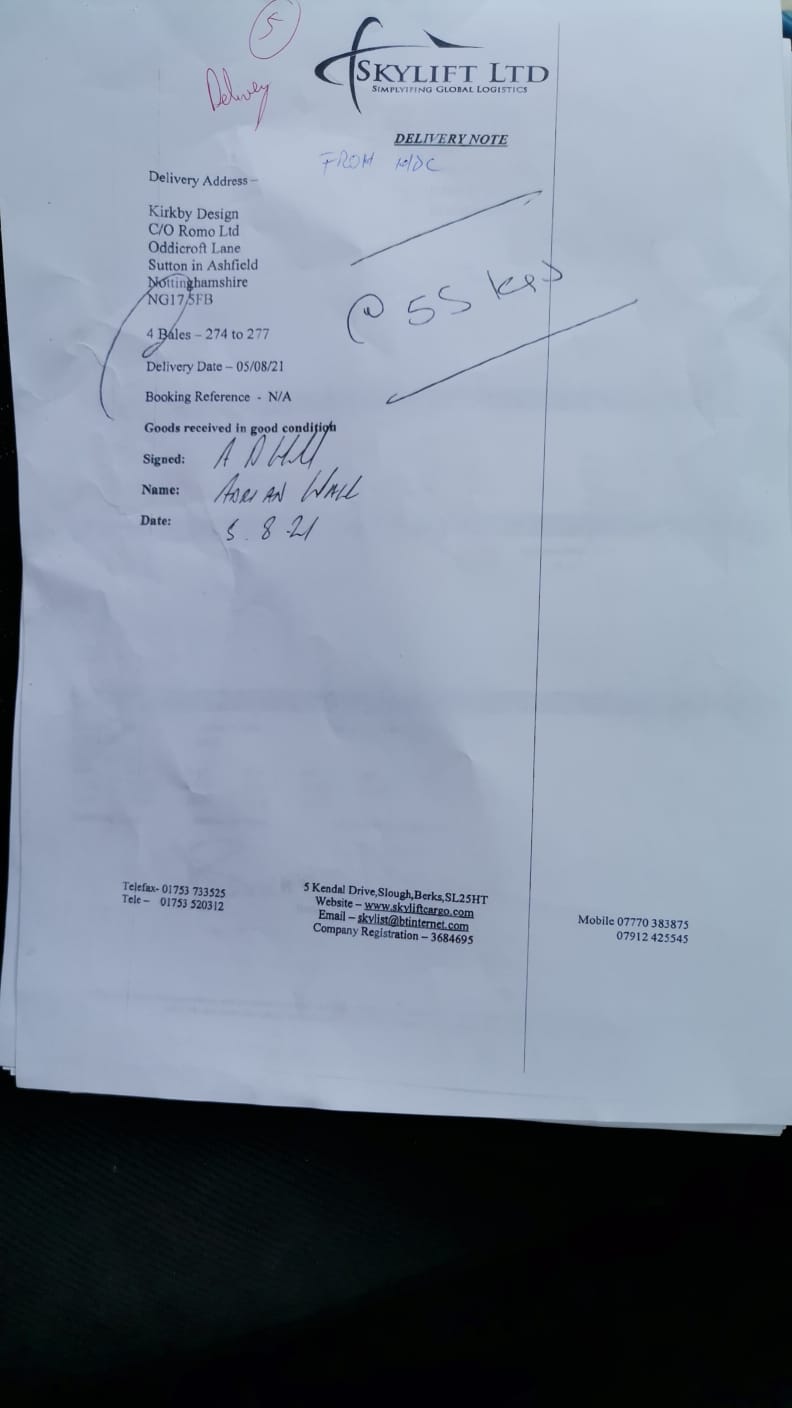 5
Delivery
SKYLIFT LTD
SIMPLYIFING GLOBAL LOGISTICS
DELIVERY NOTE
FROM
Delivery Address –
Kirkby Design
C/O Romo Ltd
Oddicroft Lane
Sutton in Ashfield
Nottinghamshire
NG17 5FB
@ 55 kgs
4 Bales – 274 to 277
Delivery Date – 05/08/21
Booking Reference - N/A
Goods received in good condition
Signed:
Name: ADRIAN WALL
Date: 5.8.21
Telefax- 01753 733525
Tele – 01753 520312
5 Kendal Drive,Slough,Berks,SL25HT
Website – www.skyliftcargo.com
Email – skylist@btinternet.com
Company Registration – 3684695
Mobile 07770 383875
07912 425545